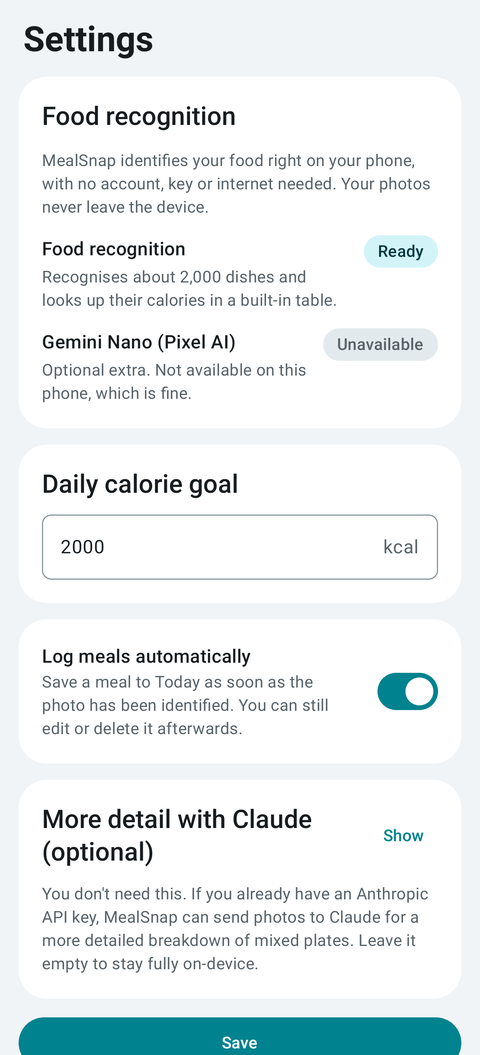 Settings
Food recognition
MealSnap identifies your food right on your phone,
with no account, key or internet needed. Your photos
never leave the device.
Food recognition
Ready
Recognises about 2,000 dishes and
looks up their calories in a built-in table.
Gemini Nano (Pixel AI)
Unavailable
Optional extra. Not available on this
phone, which is fine.
Daily calorie goal
2000 kcal
Log meals automatically
Save a meal to Today as soon as the
photo has been identified. You can still
edit or delete it afterwards.
More detail with Claude
(optional)
Show
You don't need this. If you already have an Anthropic
API key, MealSnap can send photos to Claude for a
more detailed breakdown of mixed plates. Leave it
empty to stay fully on-device.
Save